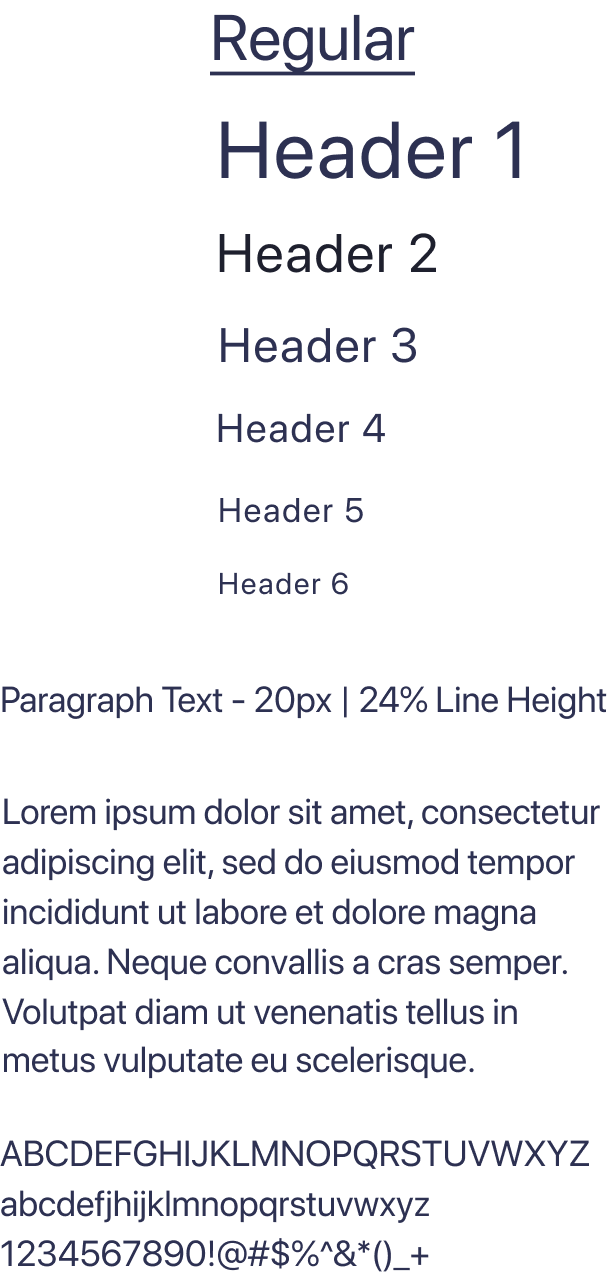 Regular
Header 1
Header 2
Header 3
Header 4
Header 5
Header 6
Paragraph Text - 20px | 24% Line Height
Lorem ipsum dolor sit amet, consectetur
adipiscing elit, sed do eiusmod tempor
incididunt ut labore et dolore magna
aliqua. Neque convallis a cras semper.
Volutpat diam ut venenatis tellus in
metus vulputate eu scelerisque.
ABCDEFGHIJKLMNOPQRSTUVWXYZ
abcdefjhijklmnopqrstuvwxyz
1234567890!@#$%^&*()_+